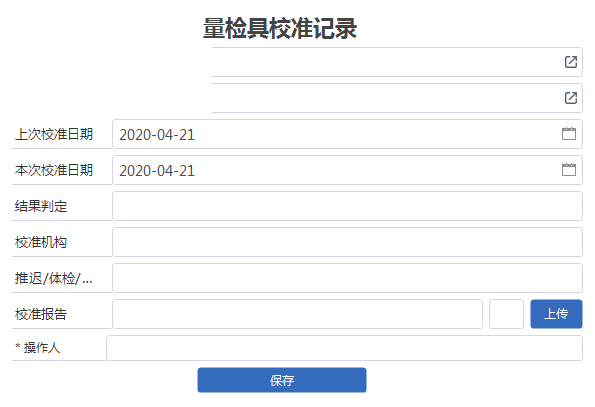 量检具校准记录
上次校准日期 2020-04-21
本次校准日期 2020-04-21
结果判定
校准机构
推迟/体检/...
校准报告 上传
* 操作人
保存